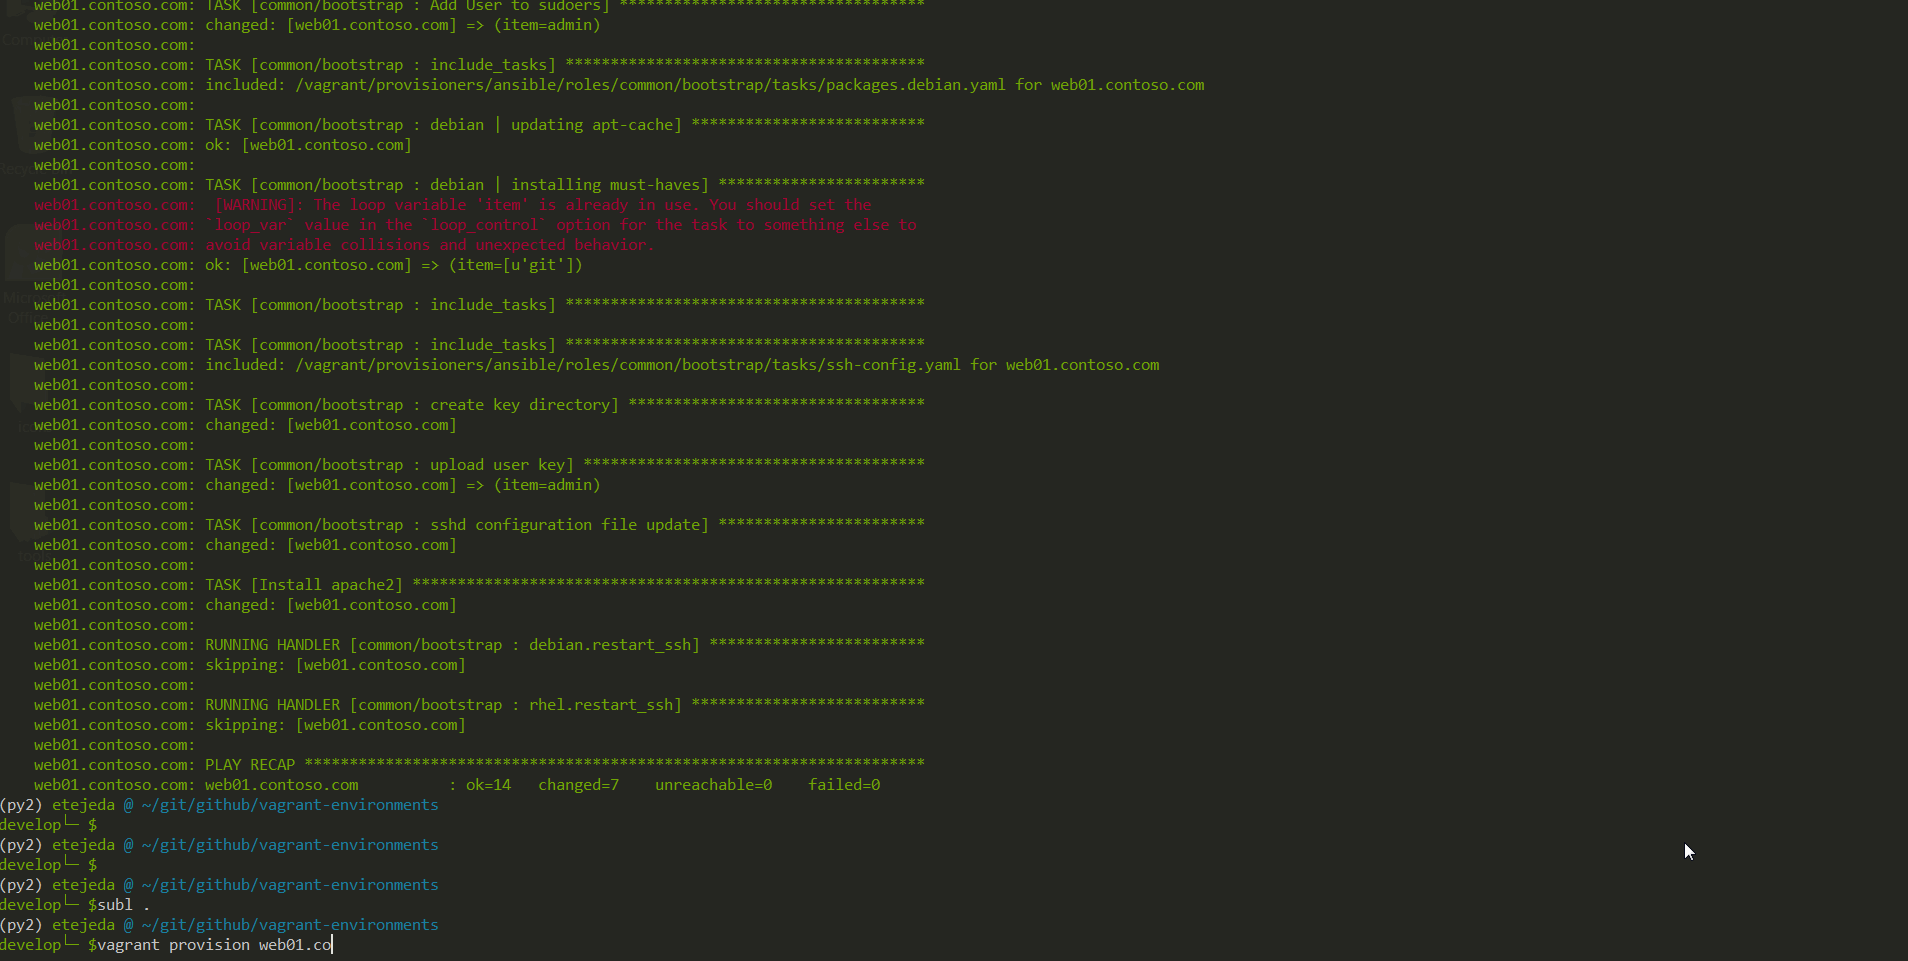 web01.contoso.com: TASK [common/bootstrap : Add User to sudoers] **********************************
web01.contoso.com: changed: [web01.contoso.com] => (item=admin)
web01.contoso.com:
web01.contoso.com: TASK [common/bootstrap : include_tasks] ****************************************
web01.contoso.com: included: /vagrant/provisioners/ansible/roles/common/bootstrap/tasks/packages.debian.yaml for web01.contoso.com
web01.contoso.com:
web01.contoso.com: TASK [common/bootstrap : debian | updating apt-cache] **************************
web01.contoso.com: ok: [web01.contoso.com]
web01.contoso.com:
web01.contoso.com: TASK [common/bootstrap : debian | installing must-haves] ***********************
web01.contoso.com:  [WARNING]: The loop variable 'item' is already in use. You should set the
web01.contoso.com: `loop_var` value in the `loop_control` option for the task to something else to
web01.contoso.com: avoid variable collisions and unexpected behavior.
web01.contoso.com: ok: [web01.contoso.com] => (item=[u'git'])
web01.contoso.com:
web01.contoso.com: TASK [common/bootstrap : include_tasks] ****************************************
web01.contoso.com:
web01.contoso.com: TASK [common/bootstrap : include_tasks] ****************************************
web01.contoso.com: included: /vagrant/provisioners/ansible/roles/common/bootstrap/tasks/ssh-config.yaml for web01.contoso.com
web01.contoso.com:
web01.contoso.com: TASK [common/bootstrap : create key directory] *********************************
web01.contoso.com: changed: [web01.contoso.com]
web01.contoso.com:
web01.contoso.com: TASK [common/bootstrap : upload user key] **************************************
web01.contoso.com: changed: [web01.contoso.com] => (item=admin)
web01.contoso.com:
web01.contoso.com: TASK [common/bootstrap : sshd configuration file update] ***********************
web01.contoso.com: changed: [web01.contoso.com]
web01.contoso.com:
web01.contoso.com: TASK [Install apache2] *********************************************************
web01.contoso.com: changed: [web01.contoso.com]
web01.contoso.com:
web01.contoso.com: RUNNING HANDLER [common/bootstrap : debian.restart_ssh] ************************
web01.contoso.com: skipping: [web01.contoso.com]
web01.contoso.com:
web01.contoso.com: RUNNING HANDLER [common/bootstrap : rhel.restart_ssh] **************************
web01.contoso.com: skipping: [web01.contoso.com]
web01.contoso.com:
web01.contoso.com: PLAY RECAP *********************************************************************
web01.contoso.com: web01.contoso.com          : ok=14   changed=7    unreachable=0    failed=0
(py2) etejeda @ ~/git/github/vagrant-environments
develop└─ $
(py2) etejeda @ ~/git/github/vagrant-environments
develop└─ $
(py2) etejeda @ ~/git/github/vagrant-environments
develop└─ $subl .
(py2) etejeda @ ~/git/github/vagrant-environments
develop└─ $vagrant provision web01.co